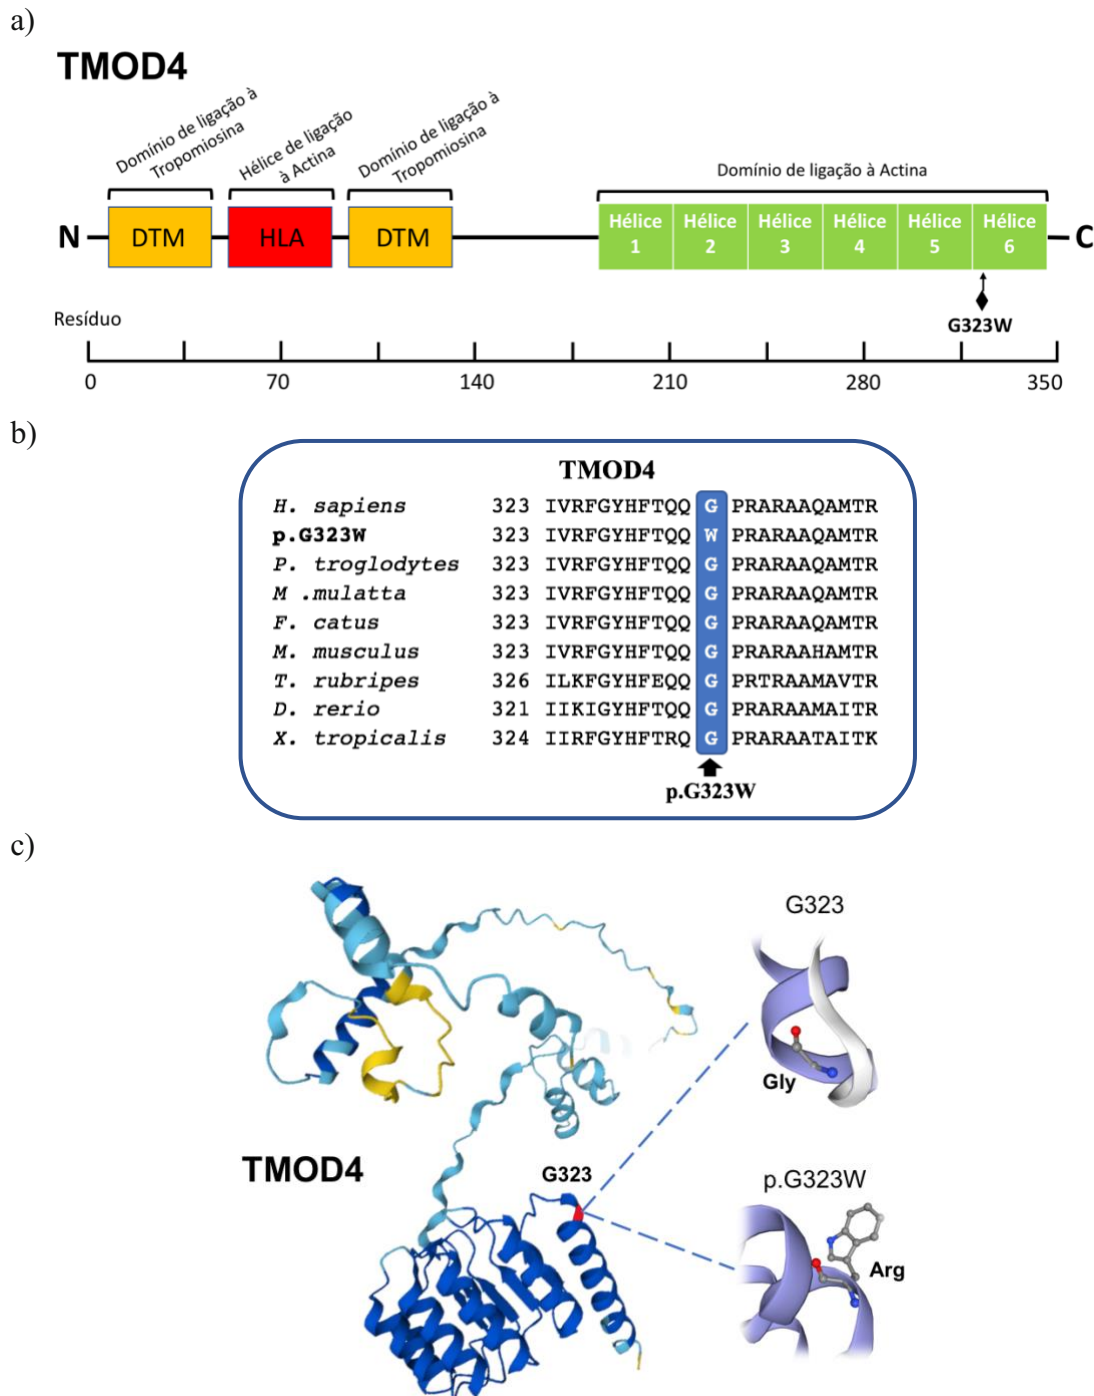 a)
TMOD4
Domínio de ligação à
Tropomiosina
Hélice de ligação
à Actina
Domínio de ligação à
Tropomiosina
Domínio de ligação à Actina
N DTM HLA DTM Hélice 1 Hélice 2 Hélice 3 Hélice 4 Hélice 5 Hélice 6 C
G323W
Resíduo
0 70 140 210 280 350
b)
TMOD4
H. sapiens 323 IVRFGYHFTQQ G PRARAAQAMTR
p.G323W 323 IVRFGYHFTQQ W PRARAAQAMTR
P. troglodytes 323 IVRFGYHFTQQ G PRARAAQAMTR
M .mulatta 323 IVRFGYHFTQQ G PRARAAQAMTR
F. catus 323 IVRFGYHFTQQ G PRARAAQAMTR
M. musculus 323 IVRFGYHFTQQ G PRARAAHAMTR
T. rubripes 326 ILKFGYHFEQQ G PRTRAAMAVTR
D. rerio 321 IIKIGYHFTQQ G PRARAAMAITR
X. tropicalis 324 IIRFGYHFTRQ G PRARAATAITK
p.G323W
c)
G323
Gly
TMOD4
G323
p.G323W
Arg